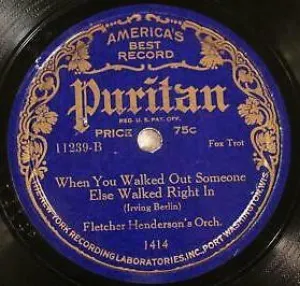 AMERICA'S
BEST
RECORD
Puritan
REG. U.S. PAT. OFF.
PRICE 75c
11239-B Fox Trot
When You Walked Out Someone
Else Walked Right In
(Irving Berlin)
Fletcher Henderson's Orch.
1414
THE NEW YORK RECORDING LABORATORIES, INC. PORT WASHINGTON, WIS.